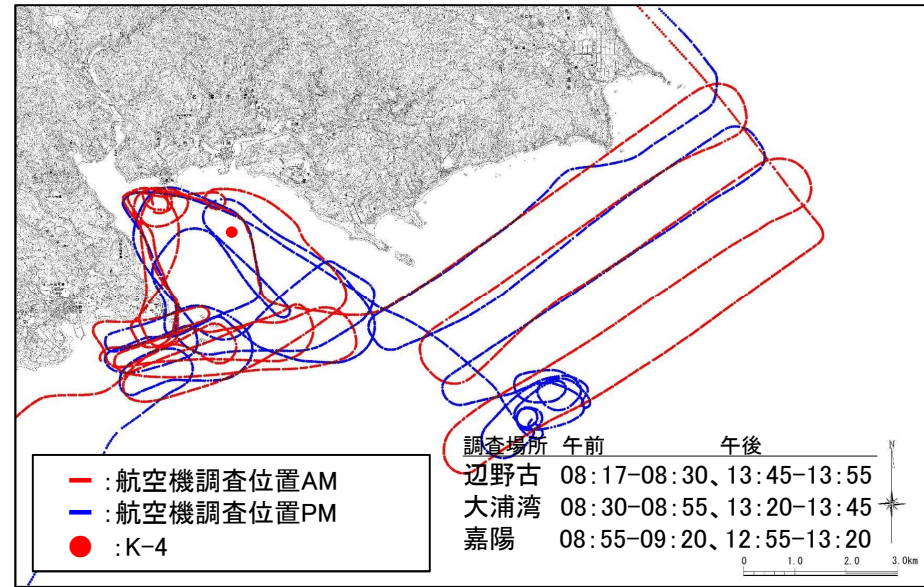 ━ :航空機調査位置AM
━ :航空機調査位置PM
● :K-4
調査場所 午前 午後
辺野古 08:17-08:30、13:45-13:55
大浦湾 08:30-08:55、13:20-13:45
嘉陽 08:55-09:20、12:55-13:20
N
0 1.0 2.0 3.0km